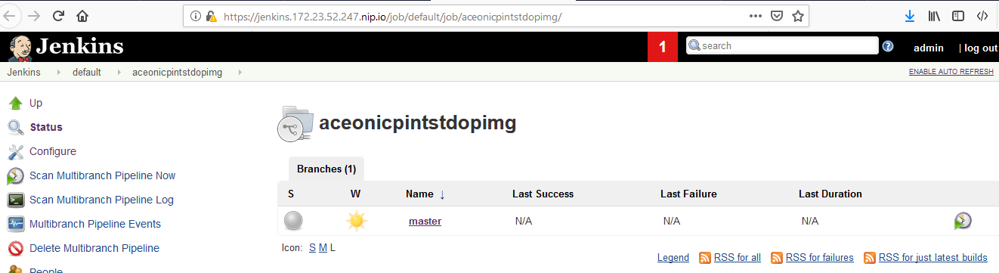 https://jenkins.172.23.52.247.nip.io/job/default/job/aceonicpintstdopimg/
Jenkins
1
search
admin
| log out
Jenkins default aceonicpintstdopimg
ENABLE AUTO REFRESH
Up
Status
Configure
Scan Multibranch Pipeline Now
Scan Multibranch Pipeline Log
Multibranch Pipeline Events
Delete Multibranch Pipeline
People
aceonicpintstdopimg
Branches (1)
S W Name ↓ Last Success Last Failure Last Duration
master N/A N/A N/A
Icon: S M L
Legend RSS for all RSS for failures RSS for just latest builds